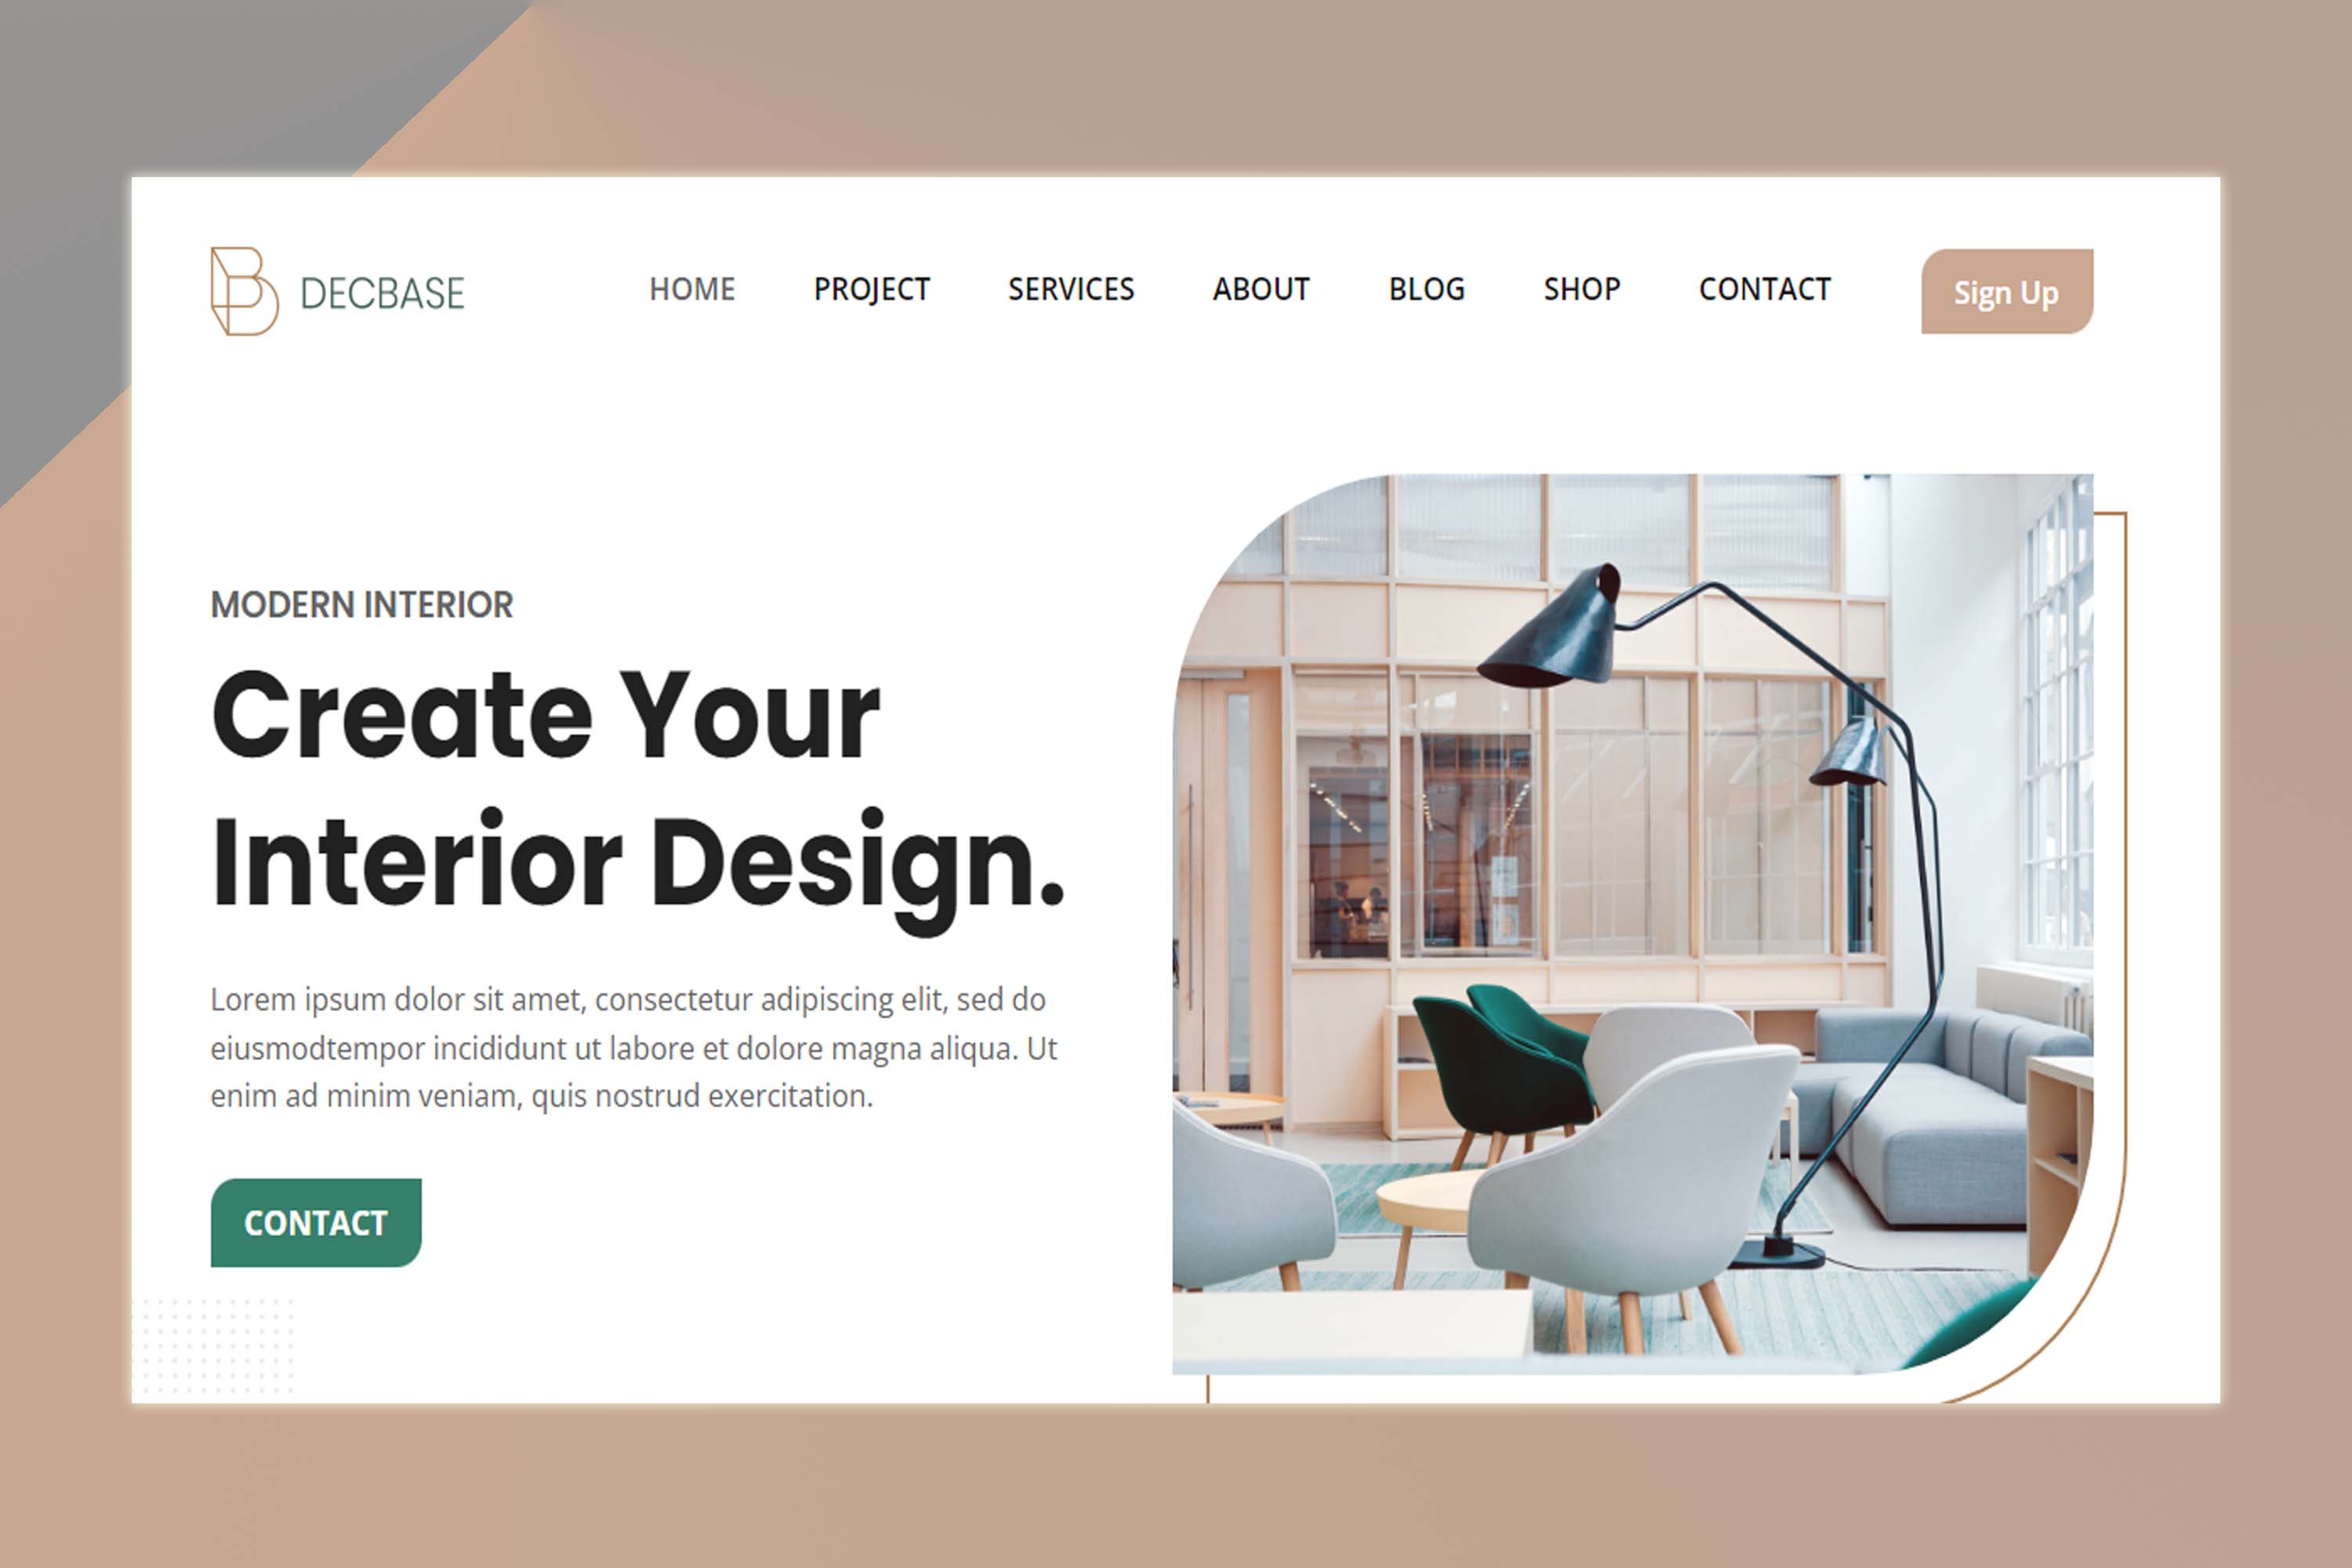 DECBASE
HOME PROJECT SERVICES ABOUT BLOG SHOP CONTACT Sign Up
MODERN INTERIOR
Create Your
Interior Design.
Lorem ipsum dolor sit amet, consectetur adipiscing elit, sed do
eiusmodtempor incididunt ut labore et dolore magna aliqua. Ut
enim ad minim veniam, quis nostrud exercitation.
CONTACT